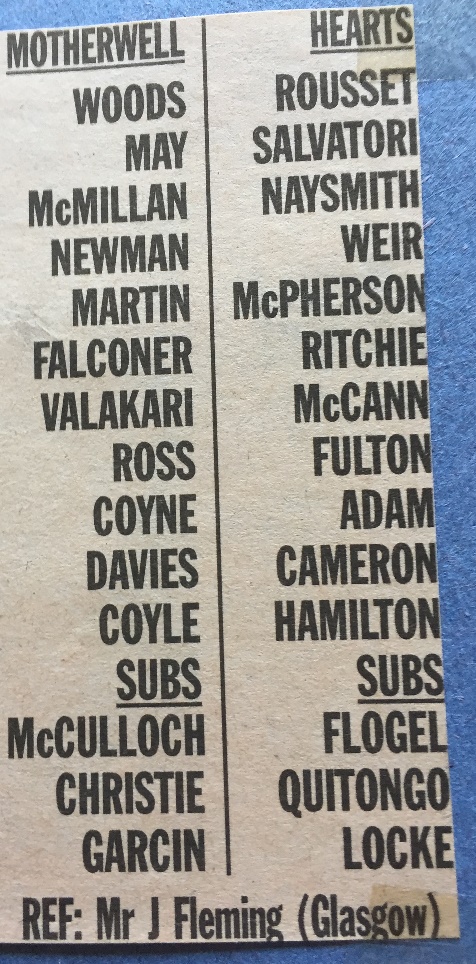 MOTHERWELL
WOODS
MAY
McMILLAN
NEWMAN
MARTIN
FALCONER
VALAKARI
ROSS
COYNE
DAVIES
COYLE
SUBS
McCULLOCH
CHRISTIE
GARCIN
HEARTS
ROUSSET
SALVATORI
NAYSMITH
WEIR
McPHERSON
RITCHIE
McCANN
FULTON
ADAM
CAMERON
HAMILTON
SUBS
FLOGEL
QUITONGO
LOCKE
REF: Mr J Fleming (Glasgow)